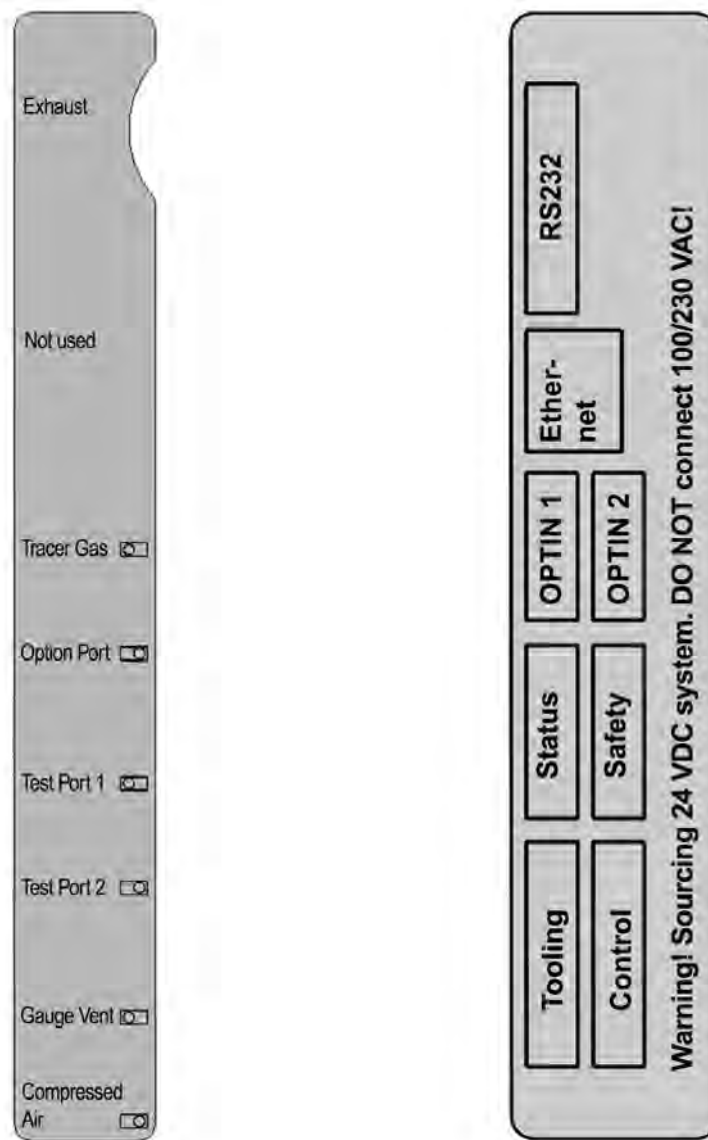 Exhaust
Not used
Tracer Gas
Option Port
Test Port 1
Test Port 2
Gauge Vent
Compressed
Air
RS232
Ether-
net
OPTIN 1
OPTIN 2
Status
Safety
Tooling
Control
Warning! Sourcing 24 VDC system. DO NOT connect 100/230 VAC!